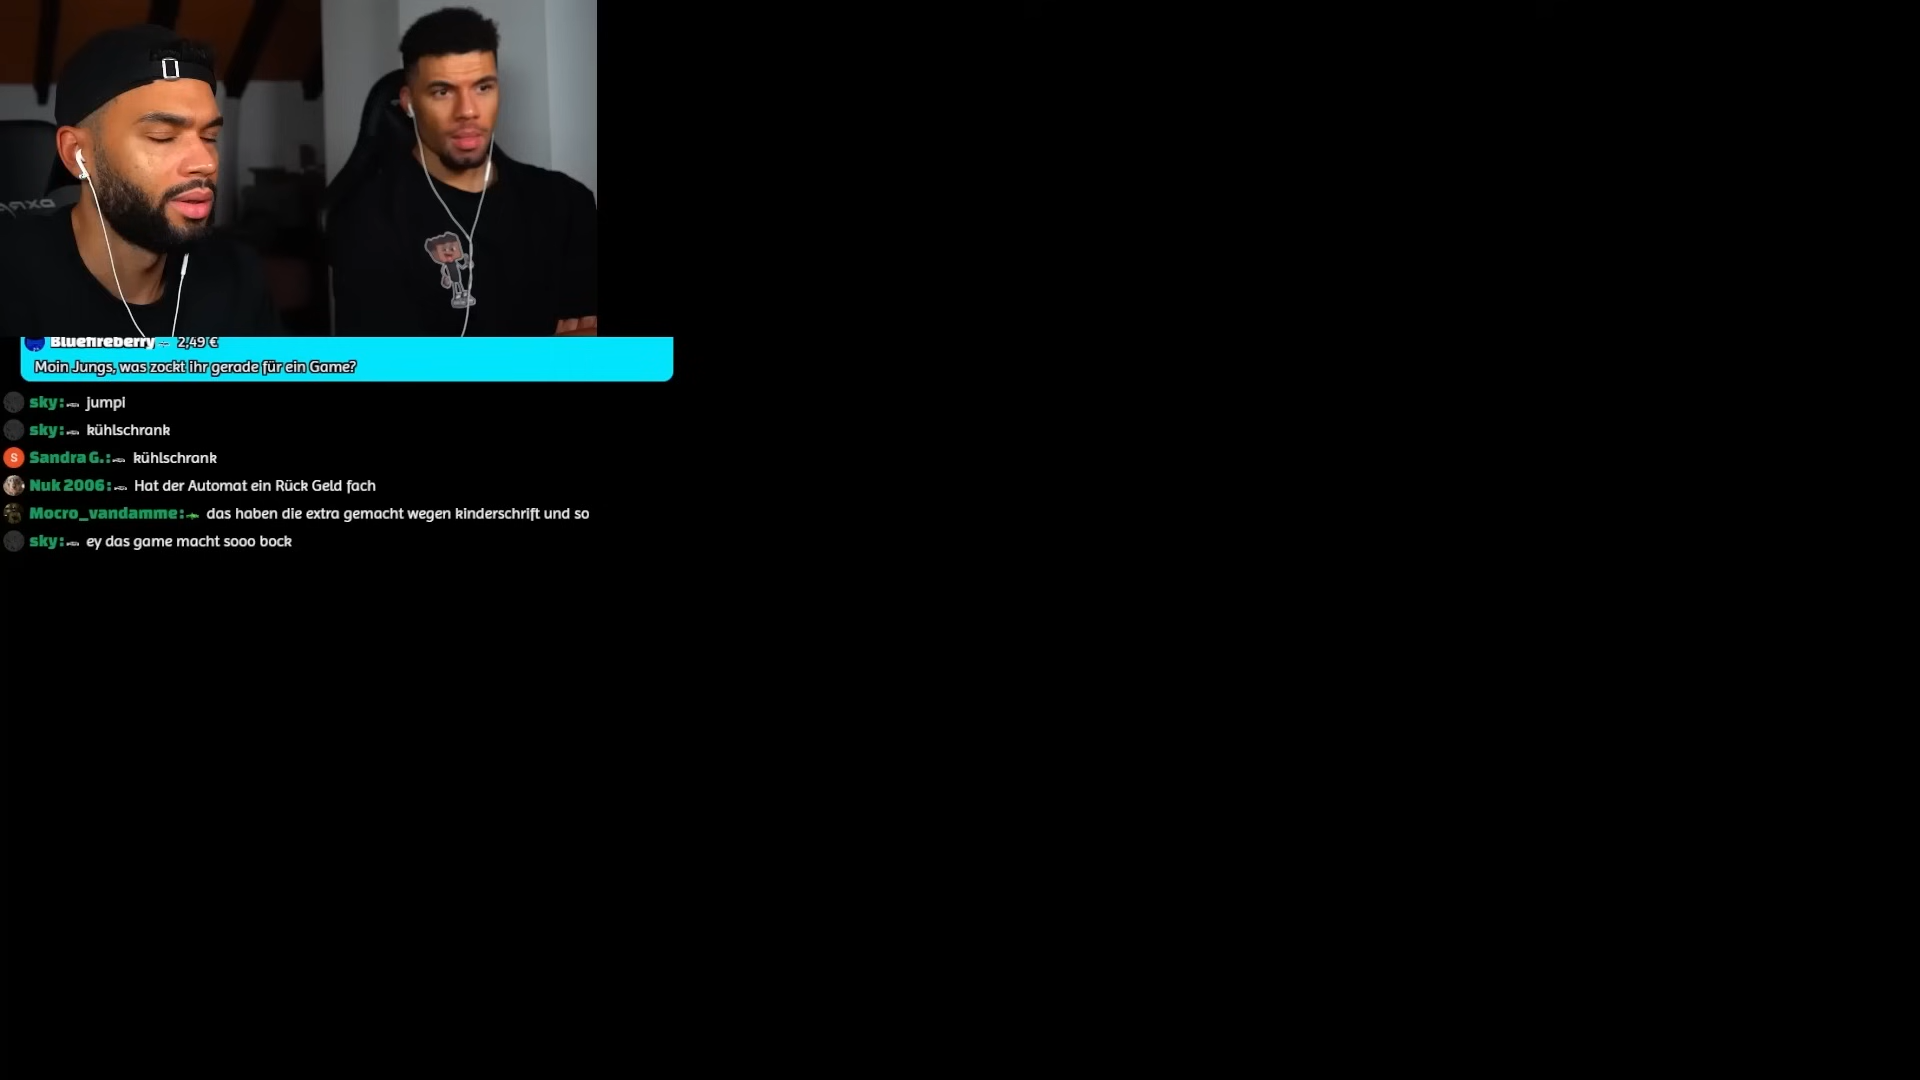 Bluefireberry 2,49 €
Moin Jungs, was zockt ihr gerade für ein Game?
sky: jumpi
sky: kühlschrank
S Sandra G.: kühlschrank
Nuk 2006: Hat der Automat ein Rück Geld fach
Mocro_vandamme: das haben die extra gemacht wegen kinderschrift und so
sky: ey das game macht sooo bock